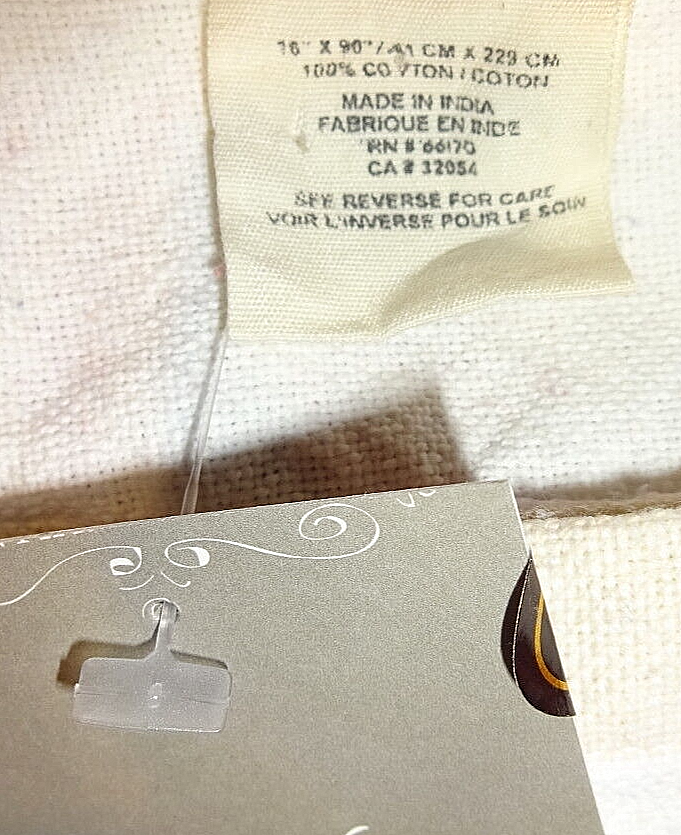 16" X 90"/41 CM X 229 CM
100% COTTON / COTON
MADE IN INDIA
FABRIQUE EN INDE
RN # 66170
CA # 32054
SEE REVERSE FOR CARE
VOIR L'INVERSE POUR LE SOIN